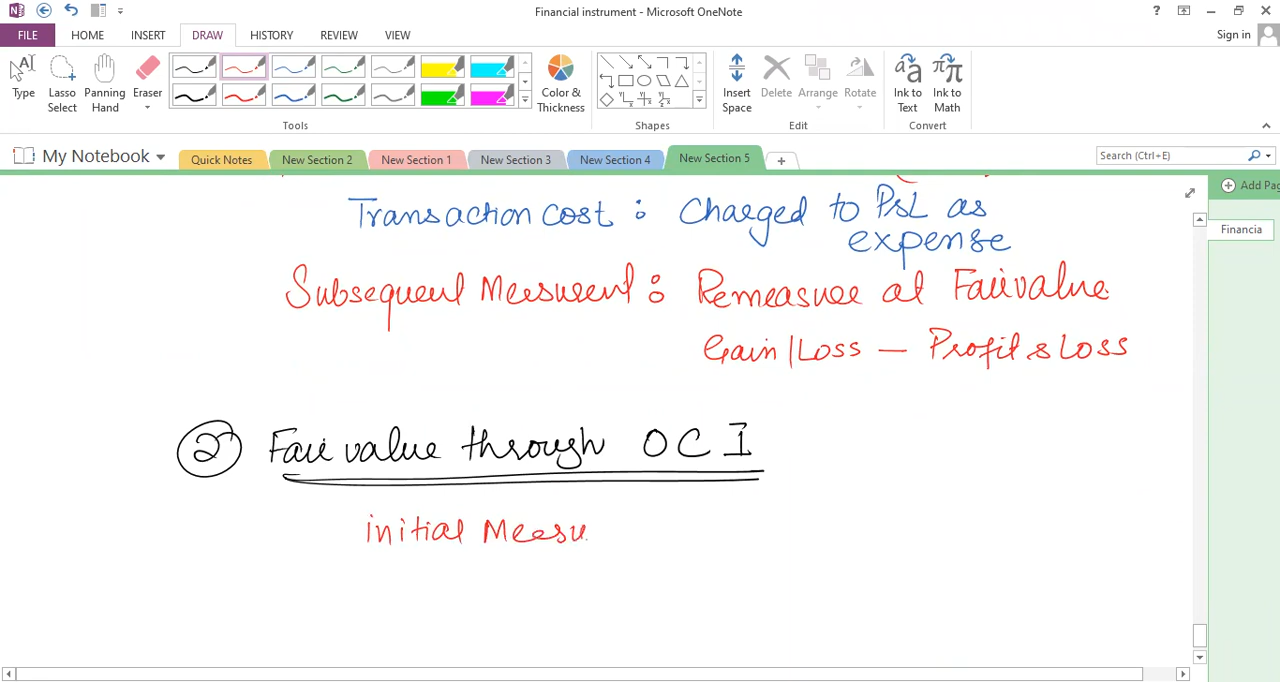 Financial instrument - Microsoft OneNote
Sign in
FILE HOME INSERT DRAW HISTORY REVIEW VIEW
Type
Lasso Select
Panning Hand
Eraser
Color & Thickness
Insert Space
Delete
Arrange
Rotate
Ink to Text
Ink to Math
Tools
Shapes
Edit
Convert
My Notebook
Quick Notes
New Section 2
New Section 1
New Section 3
New Section 4
New Section 5
Search (Ctrl+E)
Add Pag
Financia
Transaction cost : Charged to P&L as
expense
Subsequent Measurent : Remeasure at Fairvalue
Gain/Loss — Profit & Loss
2 Fair value through OCI
initial Measu